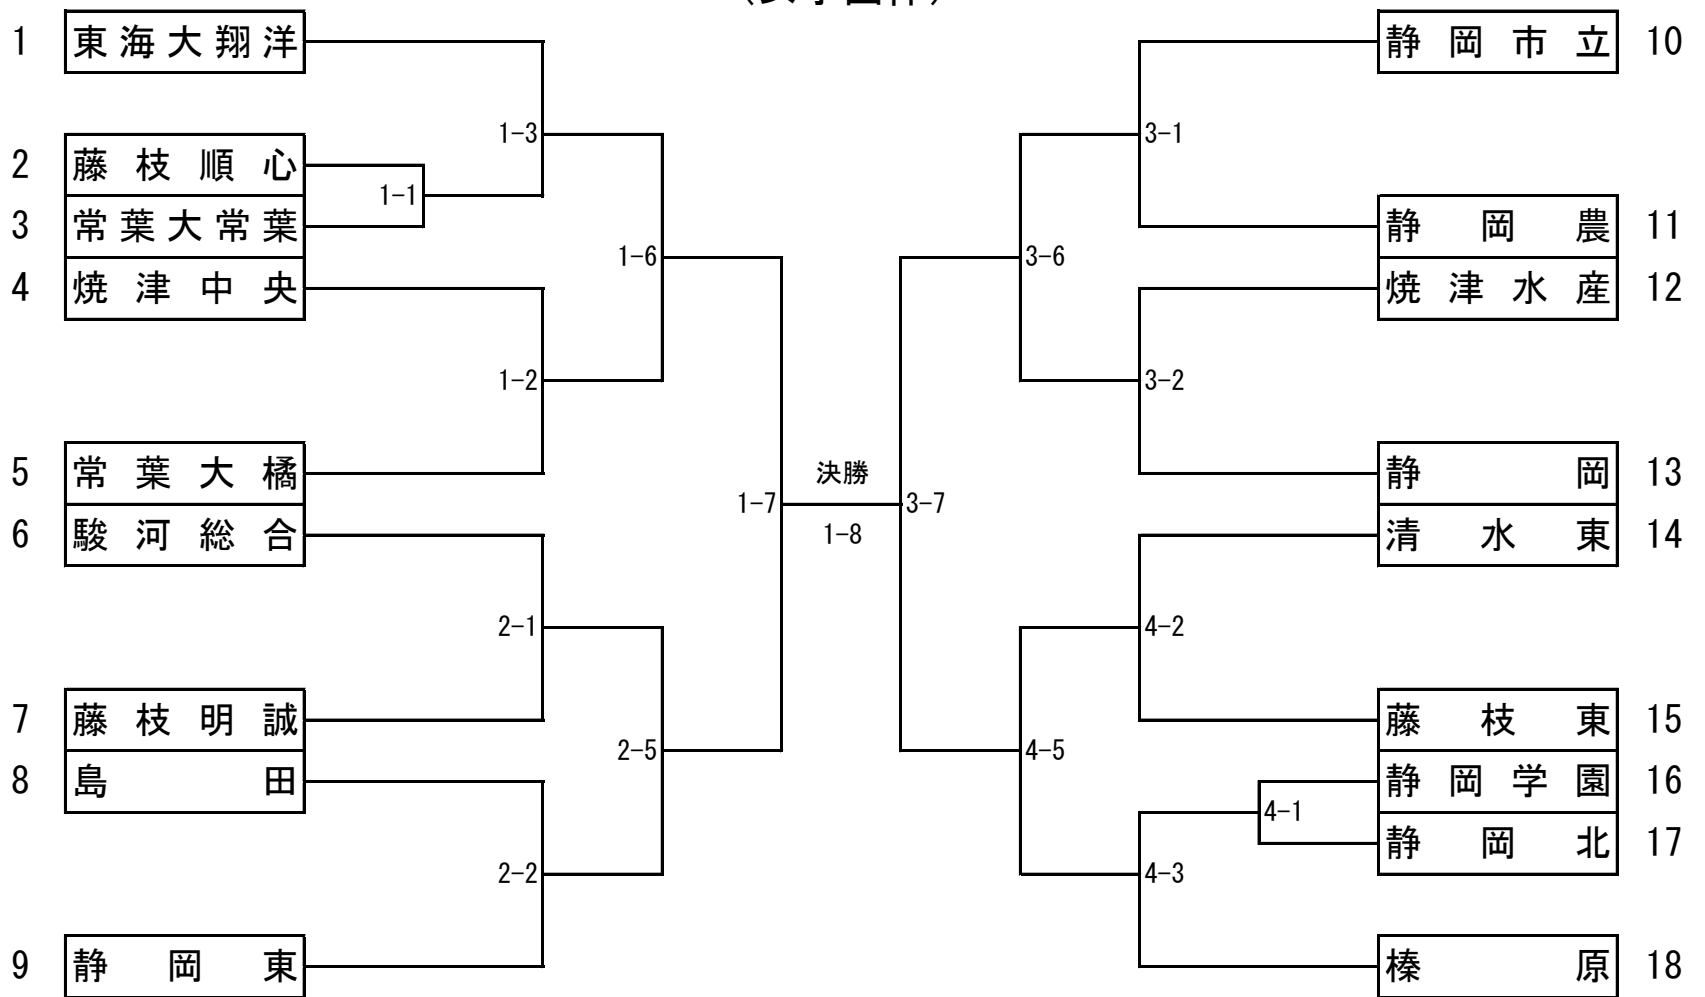 1 東海大翔洋
2 藤枝順心
3 常葉大常葉
4 焼津中央
5 常葉大橘
6 駿河総合
7 藤枝明誠
8 島田
9 静岡東
1-1
1-3
1-2
2-1
2-2
1-6
2-5
1-7
決勝
1-8
3-7
3-6
4-5
3-1
3-2
4-2
4-3
4-1
静岡市立 10
静岡農 11
焼津水産 12
静岡 13
清水東 14
藤枝東 15
静岡学園 16
静岡北 17
榛原 18